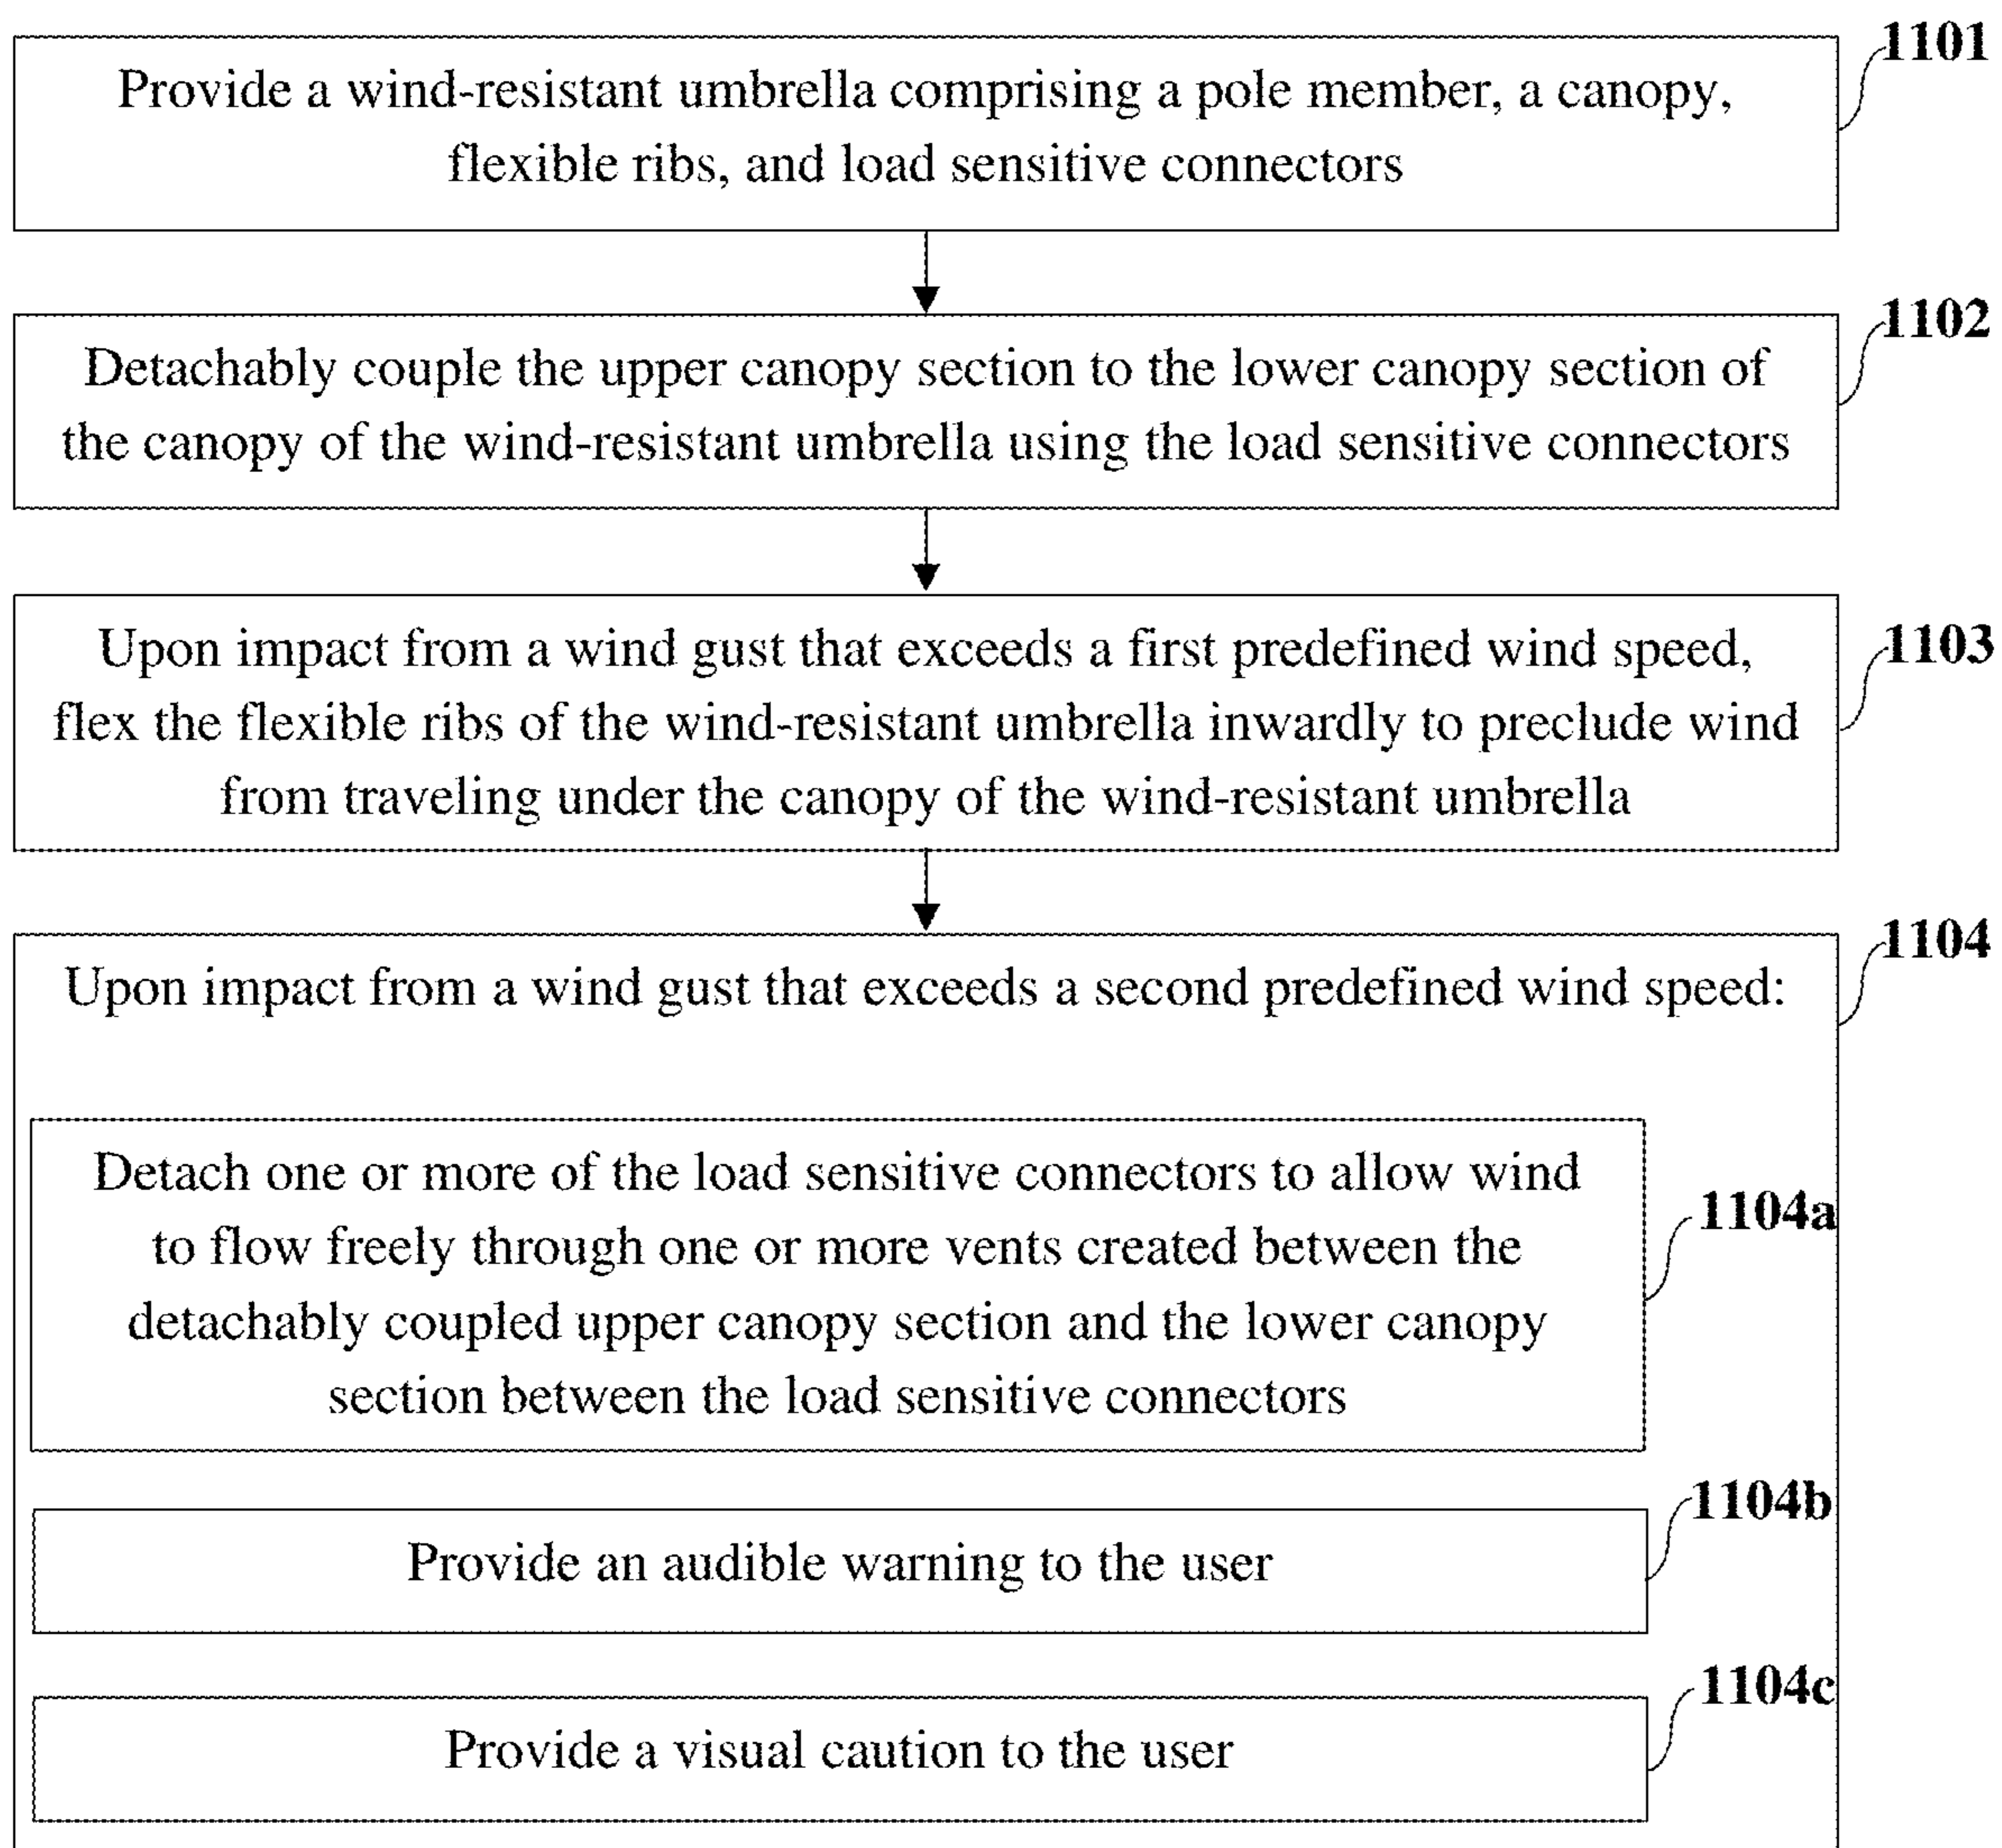 1101
Provide a wind-resistant umbrella comprising a pole member, a canopy,
flexible ribs, and load sensitive connectors
1102
Detachably couple the upper canopy section to the lower canopy section of
the canopy of the wind-resistant umbrella using the load sensitive connectors
1103
Upon impact from a wind gust that exceeds a first predefined wind speed,
flex the flexible ribs of the wind-resistant umbrella inwardly to preclude wind
from traveling under the canopy of the wind-resistant umbrella
1104
Upon impact from a wind gust that exceeds a second predefined wind speed:
Detach one or more of the load sensitive connectors to allow wind
to flow freely through one or more vents created between the
detachably coupled upper canopy section and the lower canopy
section between the load sensitive connectors
1104a
1104b
Provide an audible warning to the user
1104c
Provide a visual caution to the user